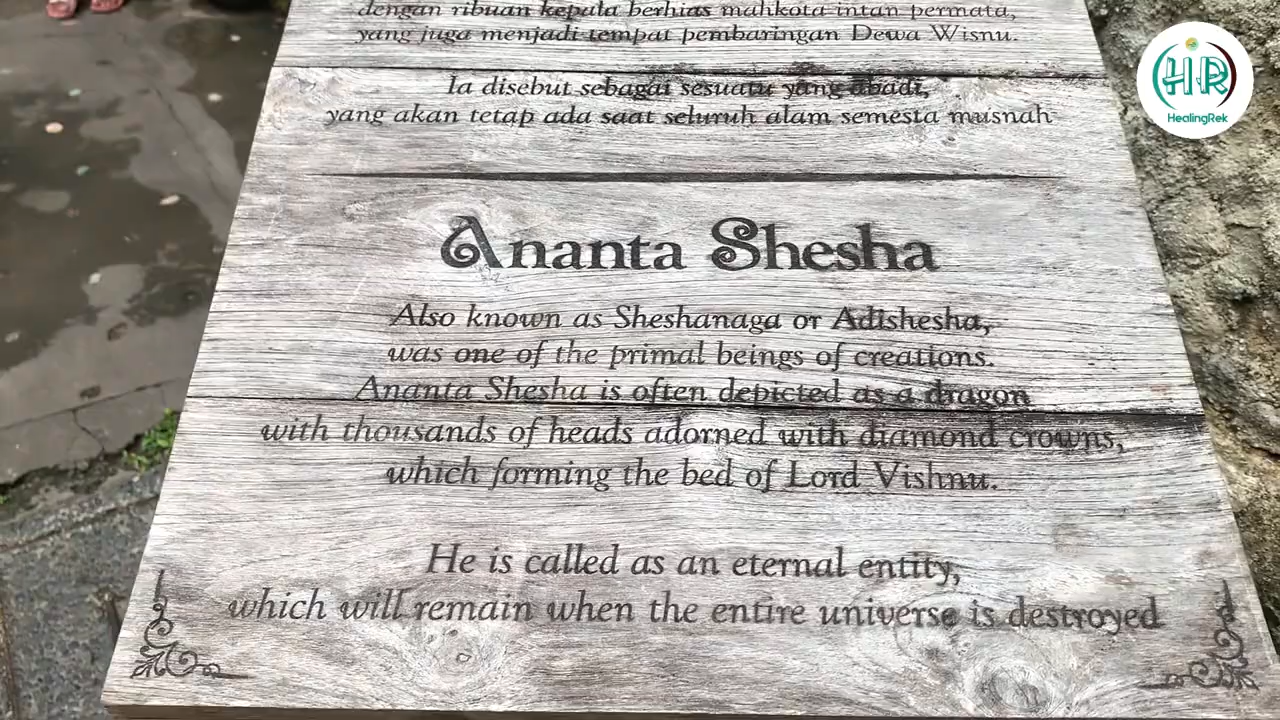 dengan ribuan kepala berhias mahkota intan permata,
yang juga menjadi tempat pembaringan Dewa Wisnu.
Ia disebut sebagai sesuatu yang abadi,
yang akan tetap ada saat seluruh alam semesta musnah
Ananta Shesha
Also known as Sheshanaga or Adishesha,
was one of the primal beings of creations.
Ananta Shesha is often depicted as a dragon
with thousands of heads adorned with diamond crowns,
which forming the bed of Lord Vishnu.
He is called as an eternal entity,
which will remain when the entire universe is destroyed
HR
HealingRek